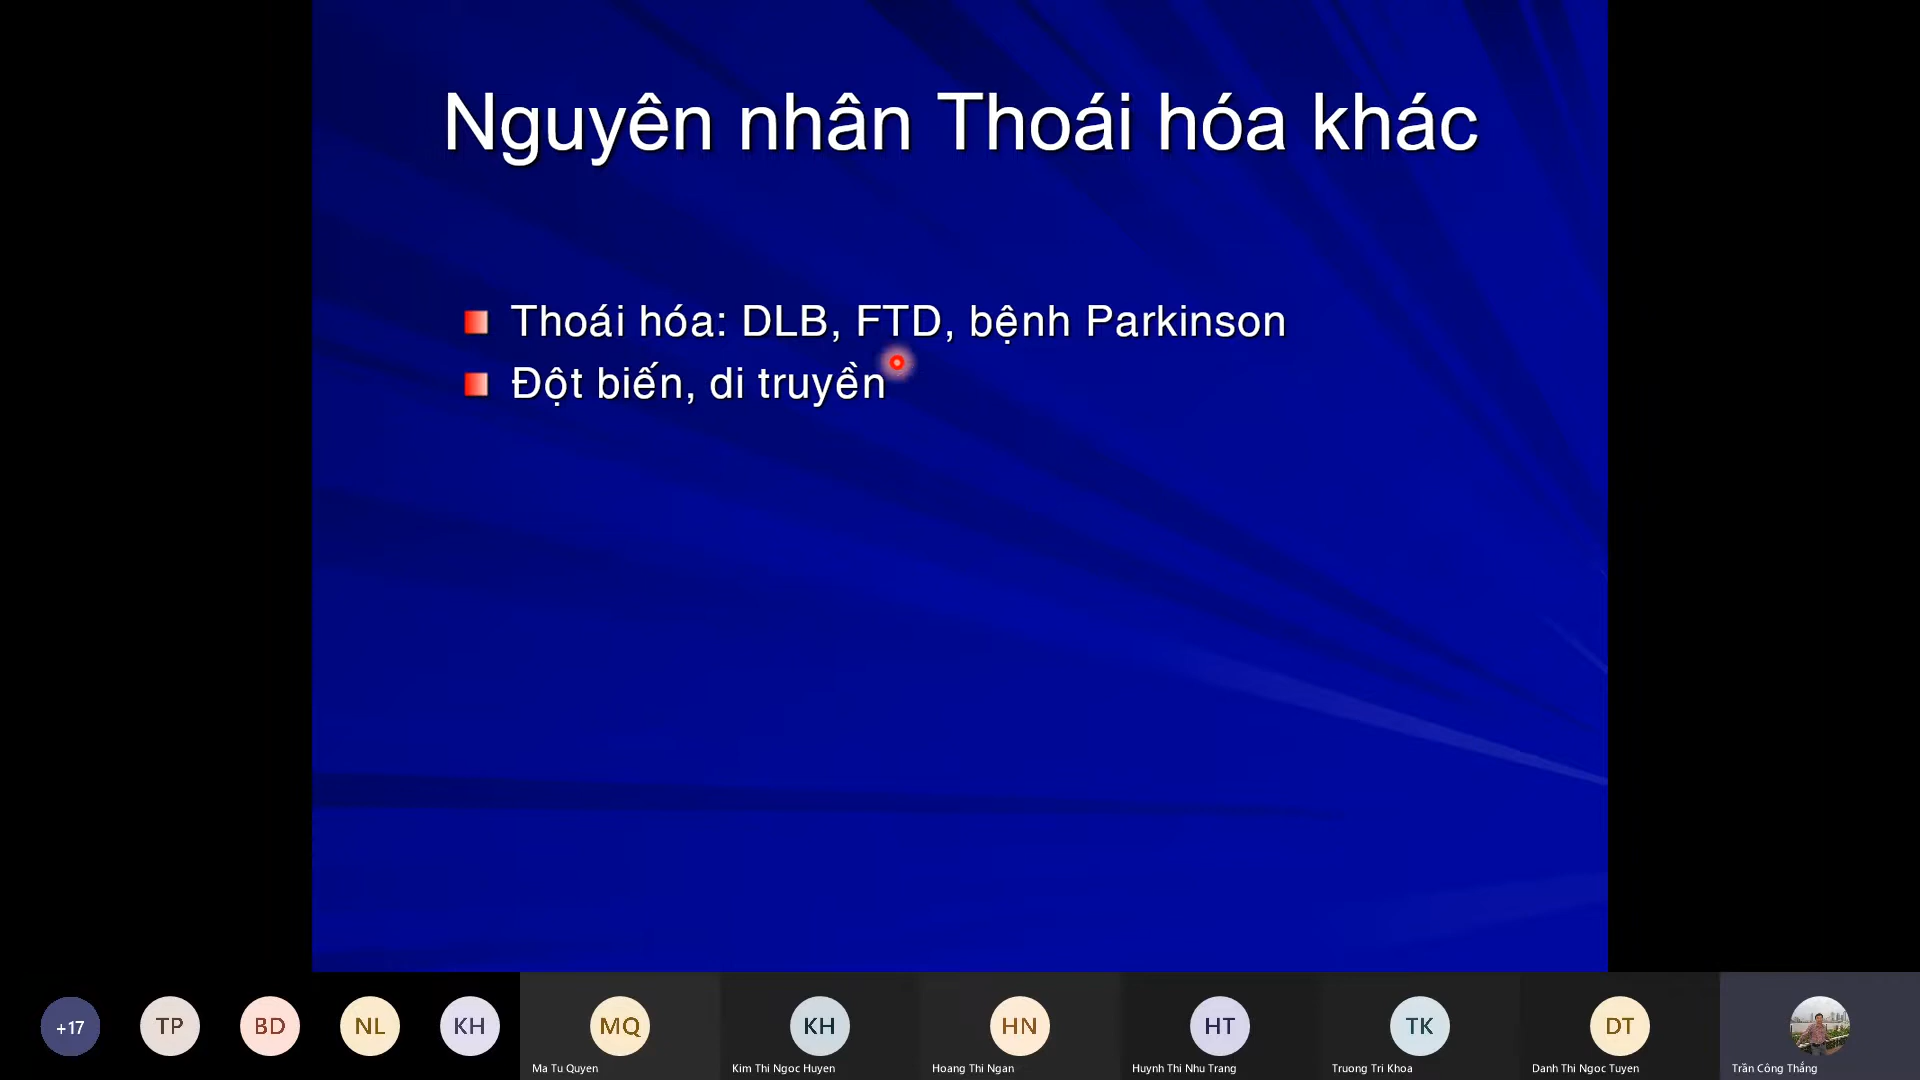 Nguyên nhân Thoái hóa khác
Thoái hóa: DLB, FTD, bệnh Parkinson
Đột biến, di truyền
+17
TP
BD
NL
KH
MQ
KH
HN
HT
TK
DT
Ma Tu Quyen
Kim Thi Ngoc Huyen
Hoang Thi Ngan
Huynh Thi Nhu Trang
Truong Tri Khoa
Danh Thi Ngoc Tuyen
Trần Công Thắng